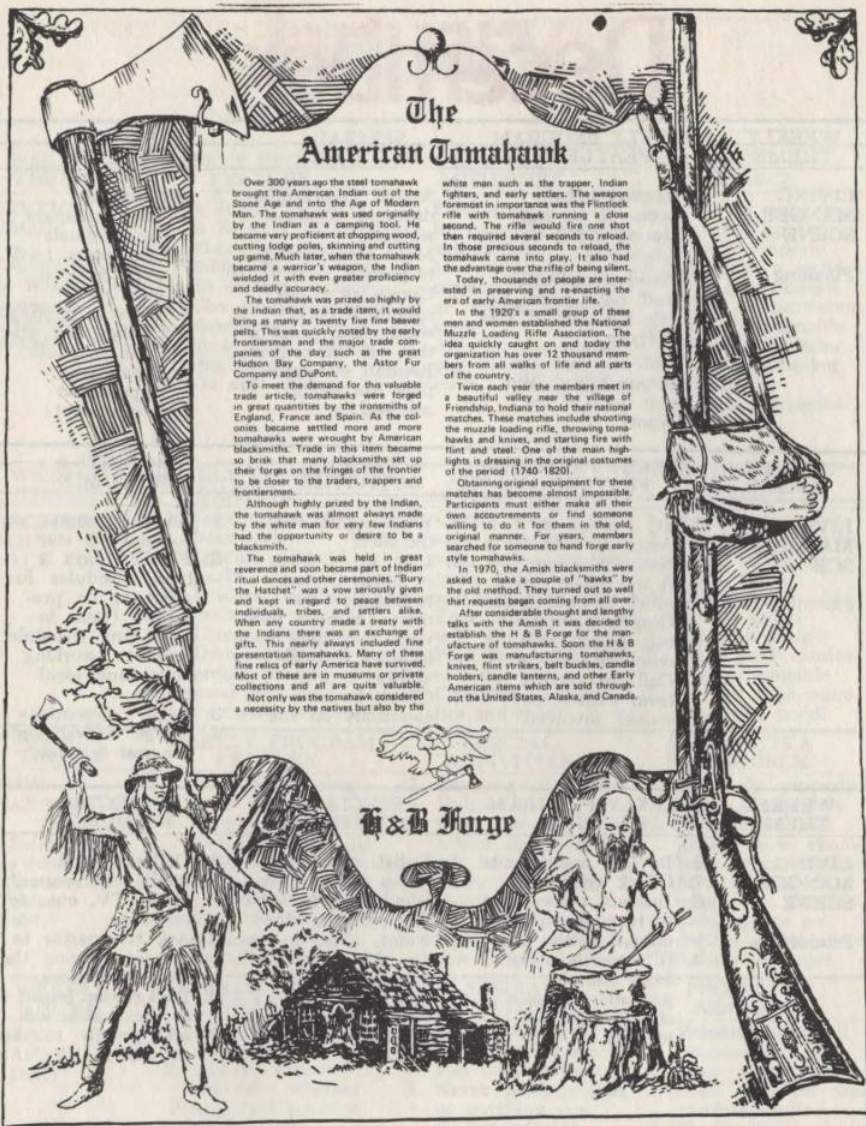 The
American Tomahawk
Over 300 years ago the steel tomahawk
brought the American Indian out of the
Stone Age and into the Age of Modern
Man. The tomahawk was used originally
by the Indian as a camping tool. He
became very proficient at chopping wood,
cutting lodge poles, skinning and cutting
up game. Much later, when the tomahawk
became a warrior's weapon, the Indian
wielded it with even greater proficiency
and deadly accuracy.
The tomahawk was prized so highly by
the Indian that, as a trade item, it would
bring as many as twenty five fine beaver
pelts. This was quickly noted by the early
frontiersman and the major trade com-
panies of the day such as the great
Hudson Bay Company, the Astor Fur
Company and DuPont.
To meet the demand for this valuable
trade article, tomahawks were forged
in great quantities by the ironsmiths of
England, France and Spain. As the col-
onies became settled more and more
tomahawks were wrought by American
blacksmiths. Trade in this item became
so brisk that many blacksmiths set up
their forges on the fringes of the frontier
to be closer to the traders, trappers and
frontiersmen.
Although highly prized by the Indian,
the tomahawk was almost always made
by the white man for very few Indians
had the opportunity or desire to be a
blacksmith.
The tomahawk was held in great
reverence and soon became part of Indian
ritual dances and other ceremonies. "Bury
the Hatchet" was a vow seriously given
and kept in regard to peace between
individuals, tribes, and settlers alike.
When any country made a treaty with
the Indians there was an exchange of
gifts. This nearly always included fine
presentation tomahawks. Many of these
fine relics of early America have survived.
Most of these are in museums or private
collections and all are quite valuable.
Not only was the tomahawk considered
a necessity by the natives but also by the
white man such as the trapper, Indian
fighters, and early settlers. The weapon
foremost in importance was the Flintlock
rifle with tomahawk running a close
second. The rifle would fire one shot
than required several seconds to reload.
In those precious seconds to reload, the
tomahawk came into play. It also had
the advantage over the rifle of being silent.
Today, thousands of people are inter-
ested in preserving and re-enacting the
era of early American frontier life.
In the 1920's a small group of these
men and women established the National
Muzzle Loading Rifle Association. The
idea quickly caught on and today the
organization has over 12 thousand mem-
bers from all walks of life and all parts
of the country.
Twice each year the members meet in
a beautiful valley near the village of
Friendship, Indiana to hold their national
matches. These matches include shooting
the muzzle loading rifle, throwing toma-
hawks and knives, and starting fire with
flint and steel. One of the main high-
lights is dressing in the original costumes
of the period (1740-1820).
Obtaining original equipment for these
matches has become almost impossible.
Participants must either make all their
own accoutrements or find someone
willing to do it for them in the old,
original manner. For years, members
searched for someone to hand forge early
style tomahawks.
In 1970, the Amish blacksmiths were
asked to make a couple of "hawks" by
the old method. They turned out so well
that requests began coming from all over.
After considerable thought and lengthy
talks with the Amish it was decided to
establish the H & B Forge for the man-
ufacture of tomahawks. Soon the H & B
Forge was manufacturing tomahawks,
knives, flint strikers, belt buckles, candle
holders, candle lanterns, and other Early
American items which are sold through-
out the United States, Alaska, and Canada.
H & B Forge